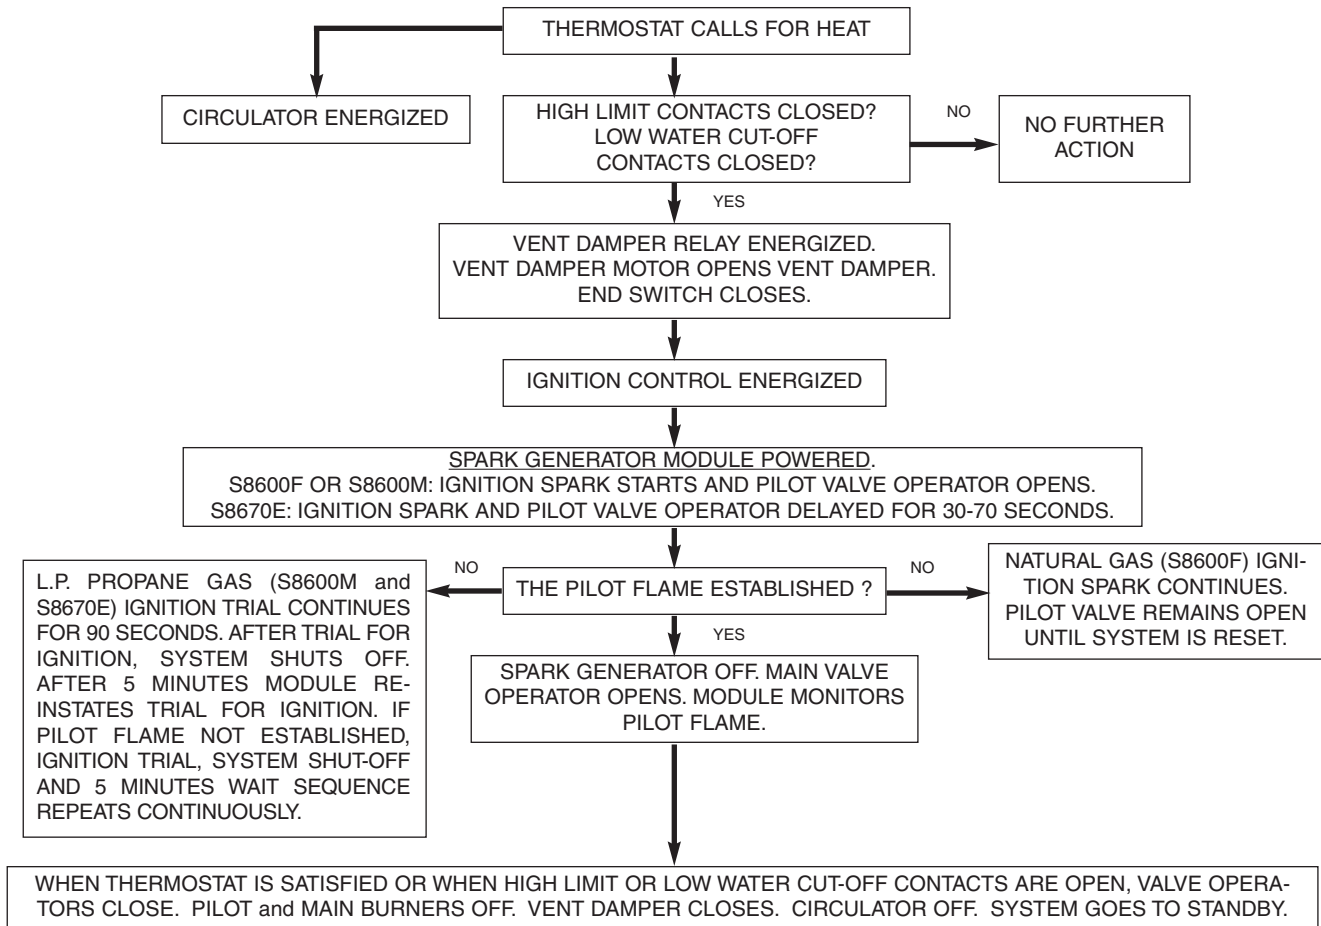 THERMOSTAT CALLS FOR HEAT
CIRCULATOR ENERGIZED
HIGH LIMIT CONTACTS CLOSED?
LOW WATER CUT-OFF
CONTACTS CLOSED?
NO
NO FURTHER
ACTION
YES
VENT DAMPER RELAY ENERGIZED.
VENT DAMPER MOTOR OPENS VENT DAMPER.
END SWITCH CLOSES.
IGNITION CONTROL ENERGIZED
SPARK GENERATOR MODULE POWERED.
S8600F OR S8600M: IGNITION SPARK STARTS AND PILOT VALVE OPERATOR OPENS.
S8670E: IGNITION SPARK AND PILOT VALVE OPERATOR DELAYED FOR 30-70 SECONDS.
THE PILOT FLAME ESTABLISHED ?
NO
L.P. PROPANE GAS (S8600M and
S8670E) IGNITION TRIAL CONTINUES
FOR 90 SECONDS. AFTER TRIAL FOR
IGNITION, SYSTEM SHUTS OFF.
AFTER 5 MINUTES MODULE RE-
INSTATES TRIAL FOR IGNITION. IF
PILOT FLAME NOT ESTABLISHED,
IGNITION TRIAL, SYSTEM SHUT-OFF
AND 5 MINUTES WAIT SEQUENCE
REPEATS CONTINUOUSLY.
NO
NATURAL GAS (S8600F) IGNI-
TION SPARK CONTINUES.
PILOT VALVE REMAINS OPEN
UNTIL SYSTEM IS RESET.
YES
SPARK GENERATOR OFF. MAIN VALVE
OPERATOR OPENS. MODULE MONITORS
PILOT FLAME.
WHEN THERMOSTAT IS SATISFIED OR WHEN HIGH LIMIT OR LOW WATER CUT-OFF CONTACTS ARE OPEN, VALVE OPERA-
TORS CLOSE. PILOT and MAIN BURNERS OFF. VENT DAMPER CLOSES. CIRCULATOR OFF. SYSTEM GOES TO STANDBY.